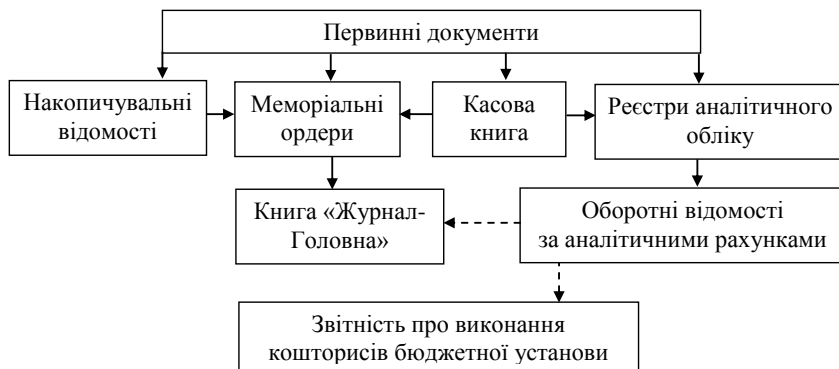 Первинні документи
Накопичувальні
відомості
Меморіальні
ордери
Касова
книга
Реєстри аналітичного
обліку
Книга «Журнал-
Головна»
Оборотні відомості
за аналітичними рахунками
Звітність про виконання
кошторисів бюджетної установи